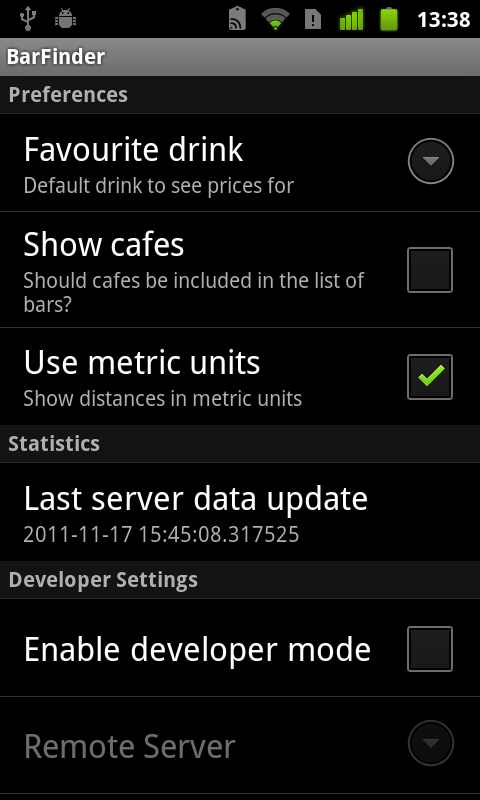 13:38
BarFinder
Preferences
Favourite drink
Default drink to see prices for
Show cafes
Should cafes be included in the list of
bars?
Use metric units
Show distances in metric units
Statistics
Last server data update
2011-11-17 15:45:08.317525
Developer Settings
Enable developer mode
Remote Server